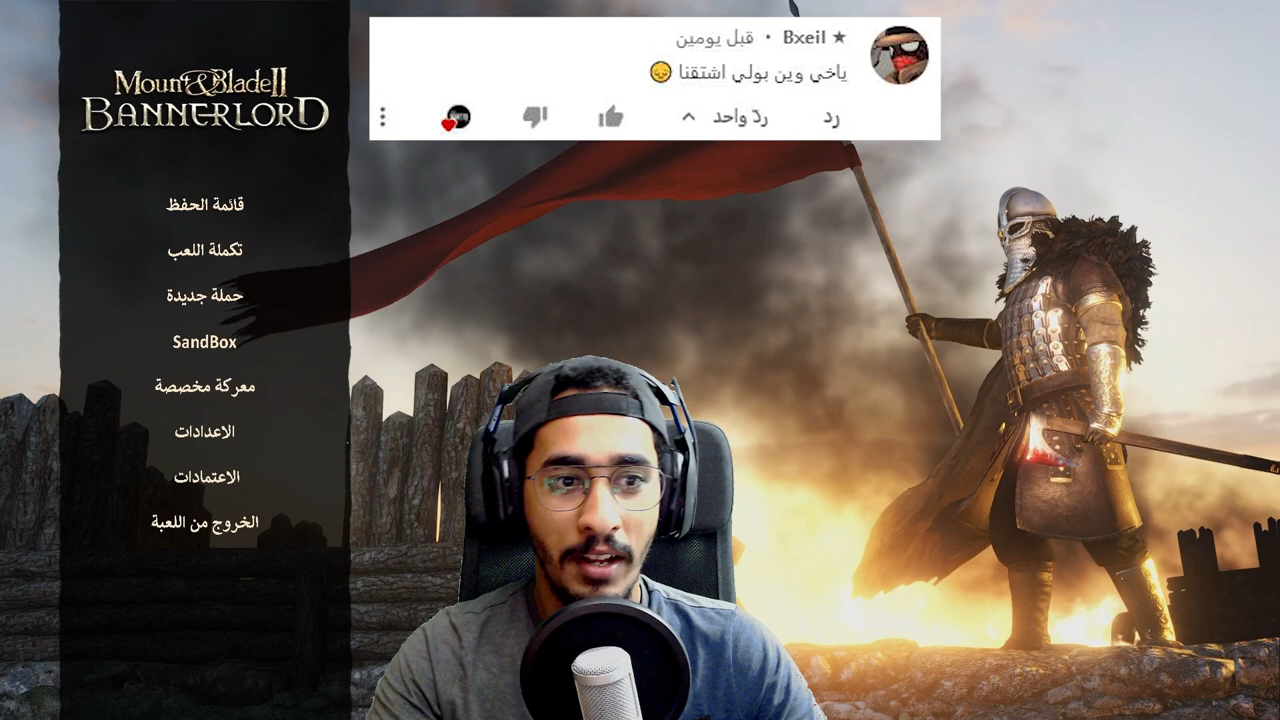 ★ Bxeil • قبل يومين
ياخي وين بولي اشتقنا 😔
رد
ردّ واحد
Mount&Blade II
BANNERLORD
قائمة الحفظ
تكملة اللعب
حملة جديدة
SandBox
معركة مخصصة
الاعدادات
الاعتمادات
الخروج من اللعبة